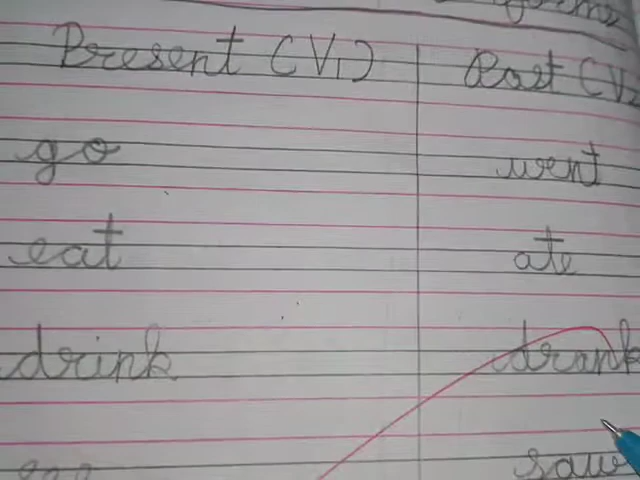 Present (V1) Past (V2
go went
eat ate
drink drank
saw